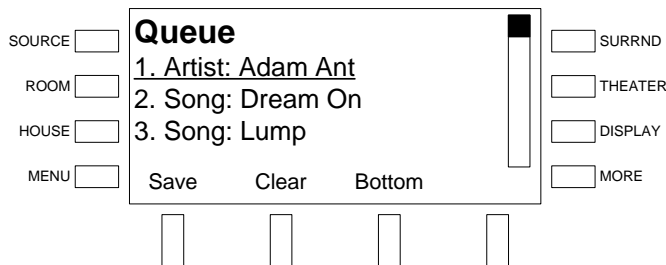 Queue
SOURCE
SURRND
1. Artist: Adam Ant
ROOM
THEATER
2. Song: Dream On
HOUSE
DISPLAY
3. Song: Lump
MENU
MORE
Save Clear Bottom